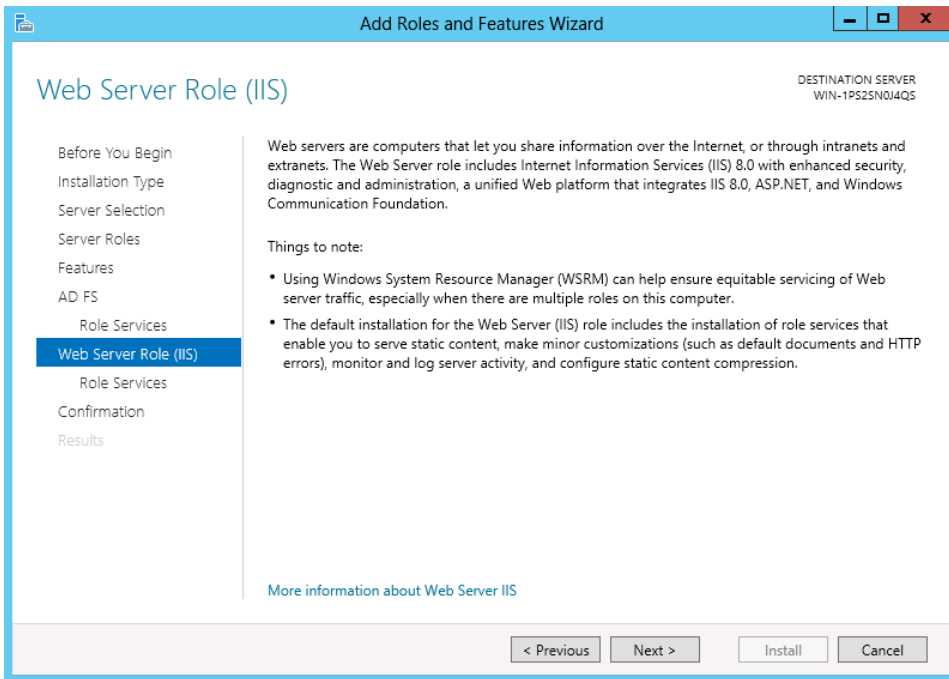 Add Roles and Features Wizard
Web Server Role (IIS)
DESTINATION SERVER
WIN-1PS2SN0J4QS
Before You Begin
Installation Type
Server Selection
Server Roles
Features
AD FS
Role Services
Web Server Role (IIS)
Role Services
Confirmation
Results
Web servers are computers that let you share information over the Internet, or through intranets and
extranets. The Web Server role includes Internet Information Services (IIS) 8.0 with enhanced security,
diagnostic and administration, a unified Web platform that integrates IIS 8.0, ASP.NET, and Windows
Communication Foundation.
Things to note:
• Using Windows System Resource Manager (WSRM) can help ensure equitable servicing of Web
server traffic, especially when there are multiple roles on this computer.
• The default installation for the Web Server (IIS) role includes the installation of role services that
enable you to serve static content, make minor customizations (such as default documents and HTTP
errors), monitor and log server activity, and configure static content compression.
More information about Web Server IIS
< Previous
Next >
Install
Cancel